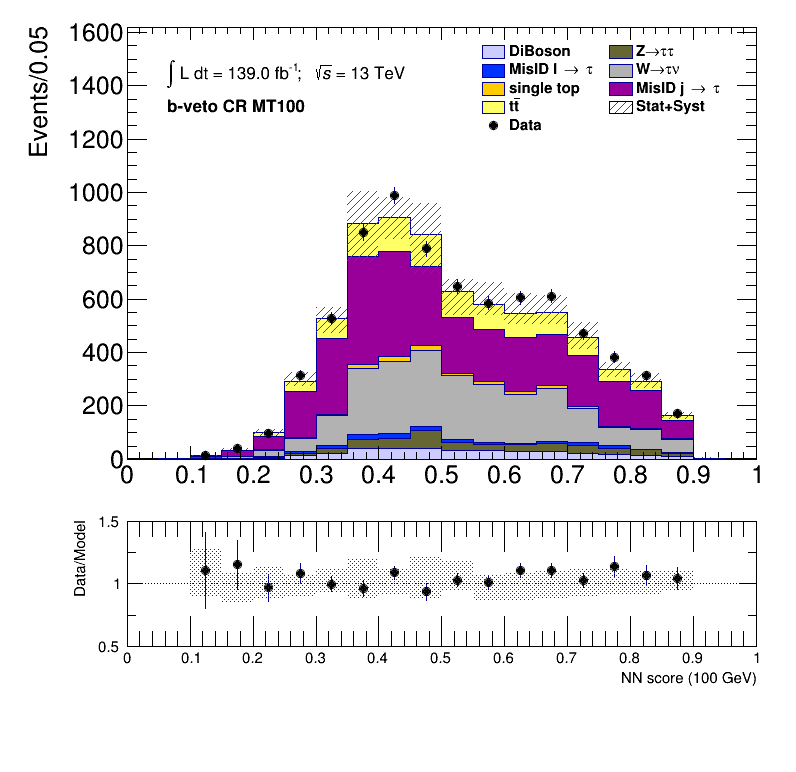 Events/0.05
1600
1400
1200
1000
800
600
400
200
0
∫ L dt = 139.0 fb⁻¹; √s = 13 TeV
b-veto CR MT100
DiBoson
MisID l → τ
single top
tt̄
Data
Z→ττ
W→τν
MisID j → τ
Stat+Syst
0 0.1 0.2 0.3 0.4 0.5 0.6 0.7 0.8 0.9 1
Data/Model
1.5
1
0.5
0 0.1 0.2 0.3 0.4 0.5 0.6 0.7 0.8 0.9 1
NN score (100 GeV)